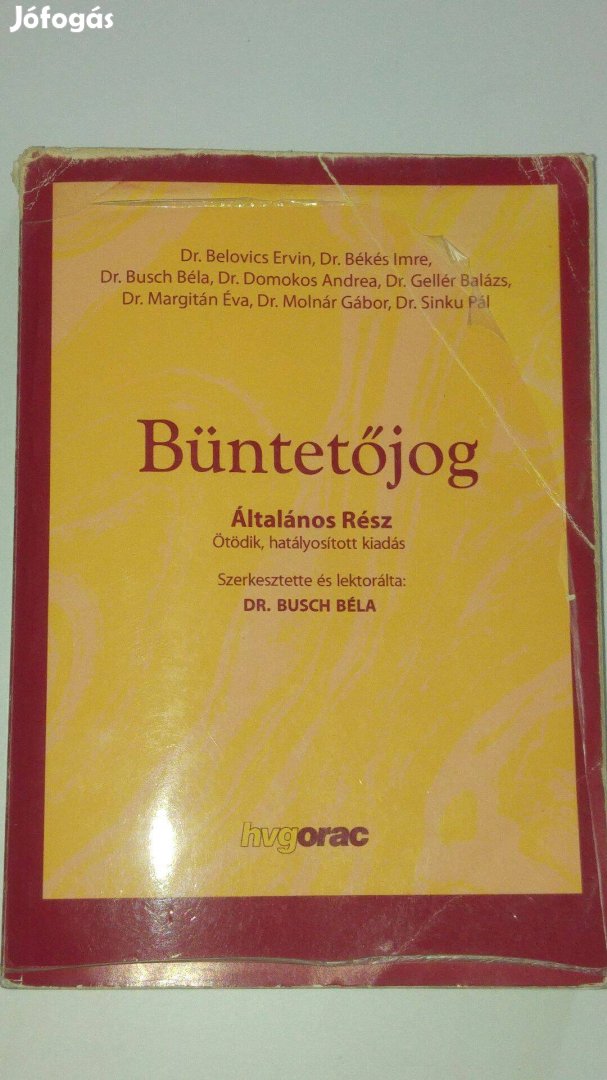 Jófogás
Dr. Belovics Ervin, Dr. Békés Imre,
Dr. Busch Béla, Dr. Domokos Andrea, Dr. Gellér Balázs,
Dr. Margitán Éva, Dr. Molnár Gábor, Dr. Sinku Pál
Büntetőjog
Általános Rész
Ötödik, hatályosított kiadás
Szerkesztette és lektorálta:
DR. BUSCH BÉLA
hvgorac